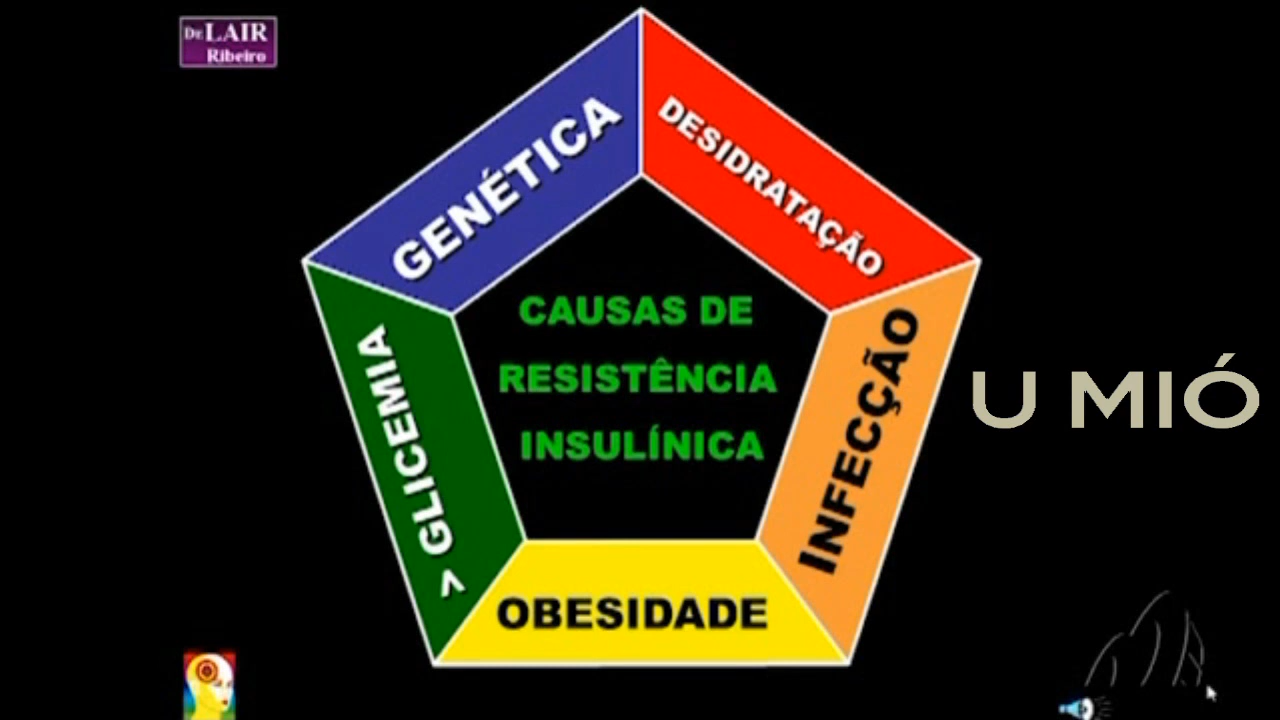 Dr. LAIR
Ribeiro
GENÉTICA
DESIDRATAÇÃO
CAUSAS DE
RESISTÊNCIA
INSULÍNICA
> GLICEMIA
INFECÇÃO
U MIÓ
OBESIDADE